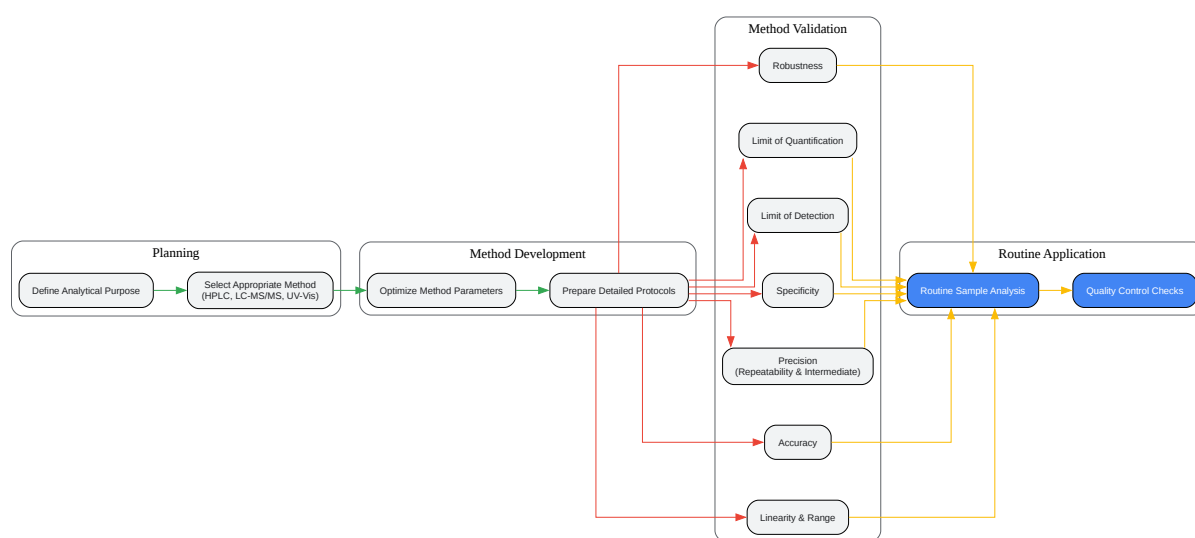 Planning
Define Analytical Purpose
Select Appropriate Method
(HPLC, LC-MS/MS, UV-Vis)
Method Development
Optimize Method Parameters
Prepare Detailed Protocols
Method Validation
Robustness
Limit of Quantification
Limit of Detection
Specificity
Precision
(Repeatability & Intermediate)
Accuracy
Linearity & Range
Routine Application
Routine Sample Analysis
Quality Control Checks